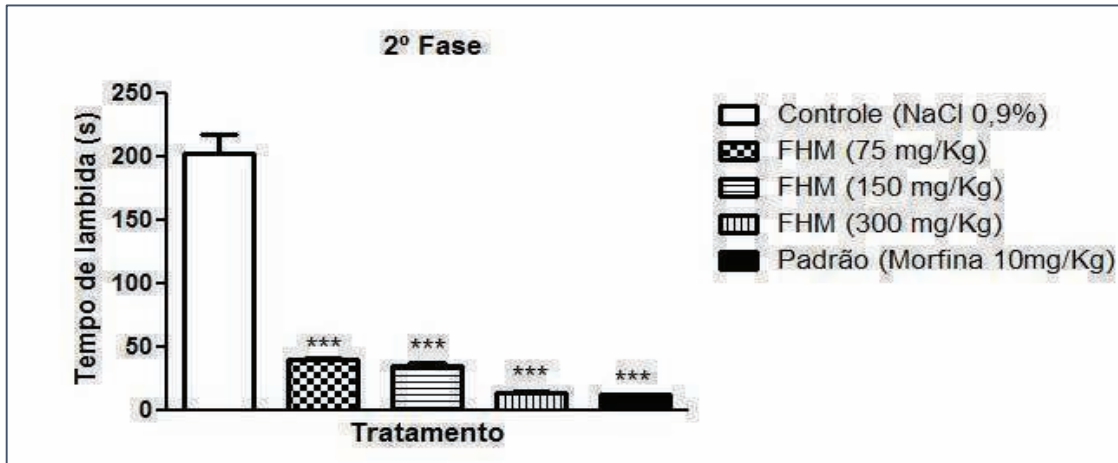 2º Fase
250
200
150
100
50
0
Tempo de lambida (s)
***
***
***
***
Tratamento
Controle (NaCl 0,9%)
FHM (75 mg/Kg)
FHM (150 mg/Kg)
FHM (300 mg/Kg)
Padrão (Morfina 10mg/Kg)